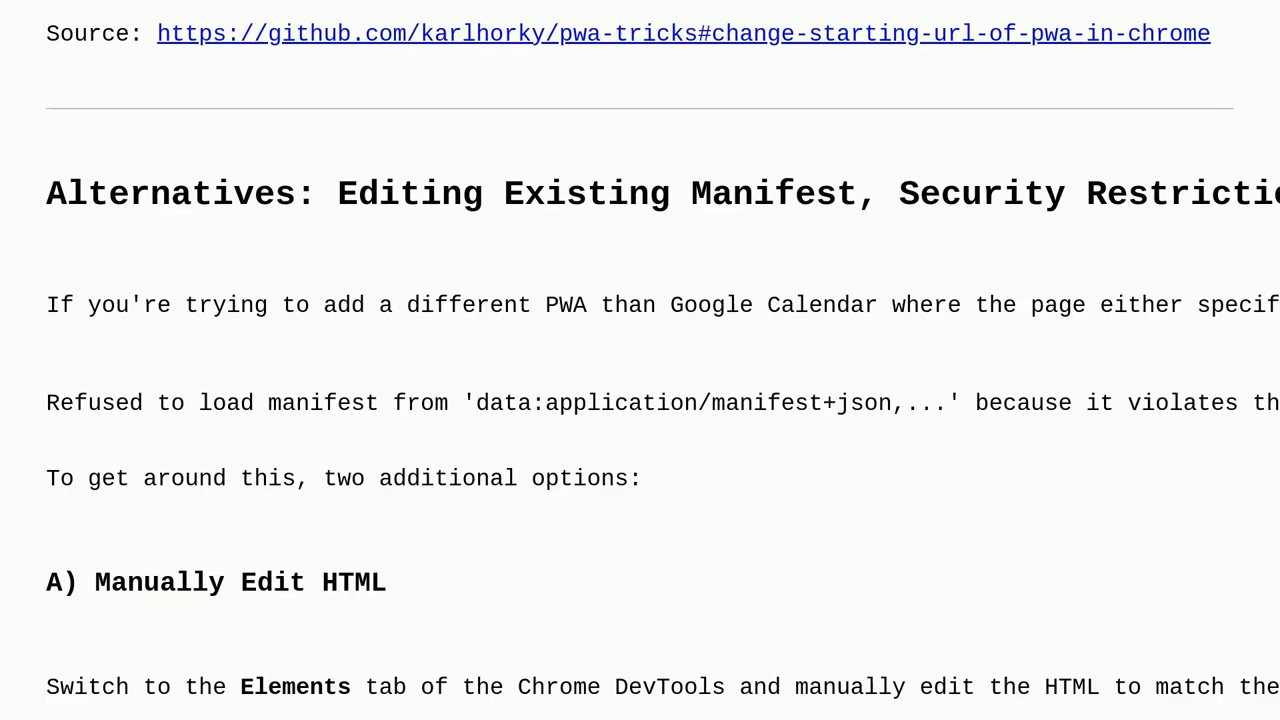 Source: https://github.com/karlhorky/pwa-tricks#change-starting-url-of-pwa-in-chrome
Alternatives: Editing Existing Manifest, Security
If you're trying to add a different PWA than Google Calendar where the page either
Refused to load manifest from 'data:application/manifest+json,...' because it violates
To get around this, two additional options:
A) Manually Edit HTML
Switch to the Elements tab of the Chrome DevTools and manually edit the HTML to match the